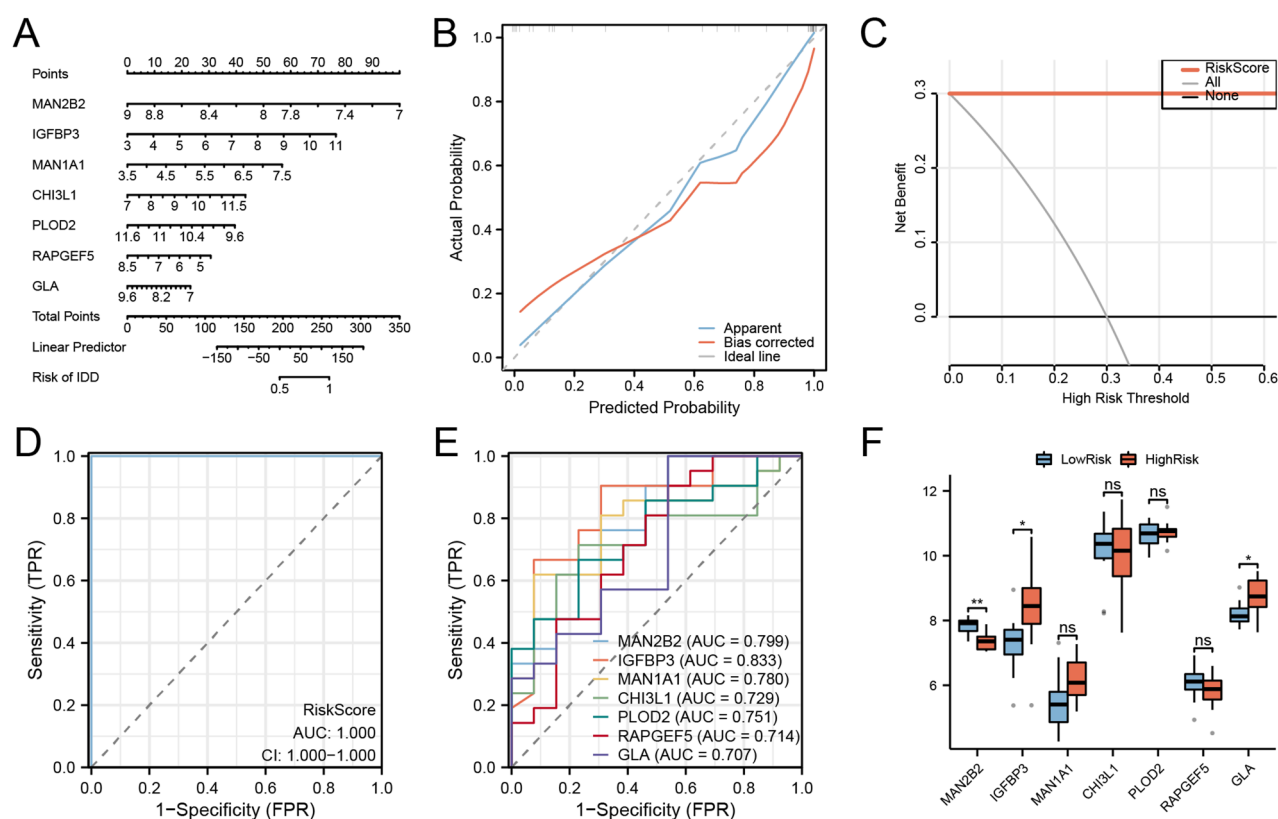 A
0 10 20 30 40 50 60 70 80 90
Points
MAN2B2
9 8.8 8.4 8 7.8 7.4 7
IGFBP3
3 4 5 6 7 8 9 10 11
MAN1A1
3.5 4.5 5.5 6.5 7.5
CHI3L1
7 8 9 10 11.5
PLOD2
11.6 11 10.4 9.6
RAPGEF5
8.5 7 6 5
GLA
9.6 8.2 7
Total Points
0 50 100 150 200 250 300 350
Linear Predictor
−150 −50 0 50 150
Risk of IDD
0.5 1
B
Actual Probability
1.0
0.8
0.6
0.4
0.2
0.0
Apparent
Bias corrected
Ideal line
0.0 0.2 0.4 0.6 0.8 1.0
Predicted Probability
C
RiskScore
All
None
Net Benefit
0.3
0.2
0.1
0.0
0.0 0.1 0.2 0.3 0.4 0.5 0.6
High Risk Threshold
D
Sensitivity (TPR)
1.0
0.8
0.6
0.4
0.2
0.0
RiskScore
AUC: 1.000
CI: 1.000−1.000
0.0 0.2 0.4 0.6 0.8 1.0
1−Specificity (FPR)
E
Sensitivity (TPR)
1.0
0.8
0.6
0.4
0.2
0.0
MAN2B2 (AUC = 0.799)
IGFBP3 (AUC = 0.833)
MAN1A1 (AUC = 0.780)
CHI3L1 (AUC = 0.729)
PLOD2 (AUC = 0.751)
RAPGEF5 (AUC = 0.714)
GLA (AUC = 0.707)
0.0 0.2 0.4 0.6 0.8 1.0
1−Specificity (FPR)
F
LowRisk HighRisk
12
10
8
6
** * ns ns ns ns *
MAN2B2
IGFBP3
MAN1A1
CHI3L1
PLOD2
RAPGEF5
GLA